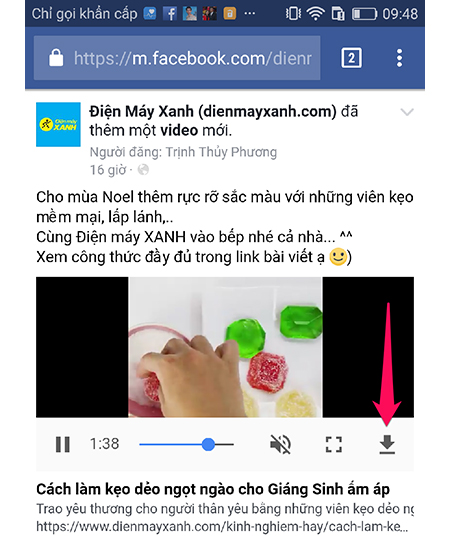 Chỉ gọi khẩn cấp ... 09:48
https://m.facebook.com/dienr 2
Điện máy XANH
Điện Máy Xanh (dienmayxanh.com) đã
thêm một video mới.
Người đăng: Trịnh Thủy Phương
16 giờ ·
Cho mùa Noel thêm rực rỡ sắc màu với những viên kẹo
mềm mại, lấp lánh,..
Cùng Điện máy XANH vào bếp nhé cả nhà... ^^
Xem công thức đầy đủ trong link bài viết ạ 😉)
1:38
Cách làm kẹo dẻo ngọt ngào cho Giáng Sinh ấm áp
Trao yêu thương cho người thân yêu bằng những viên kẹo dẻo ng
https://www.dienmayxanh.com/kinh-nghiem-hay/cach-lam-ke...